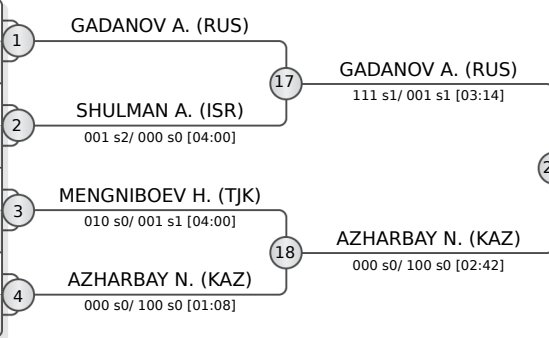 GADANOV A. (RUS)
1
17
GADANOV A. (RUS)
111 s1/ 001 s1 [03:14]
SHULMAN A. (ISR)
2
001 s2/ 000 s0 [04:00]
MENGNIBOEV H. (TJK)
3
010 s0/ 001 s1 [04:00]
18
AZHARBAY N. (KAZ)
000 s0/ 100 s0 [02:42]
AZHARBAY N. (KAZ)
4
000 s0/ 100 s0 [01:08]